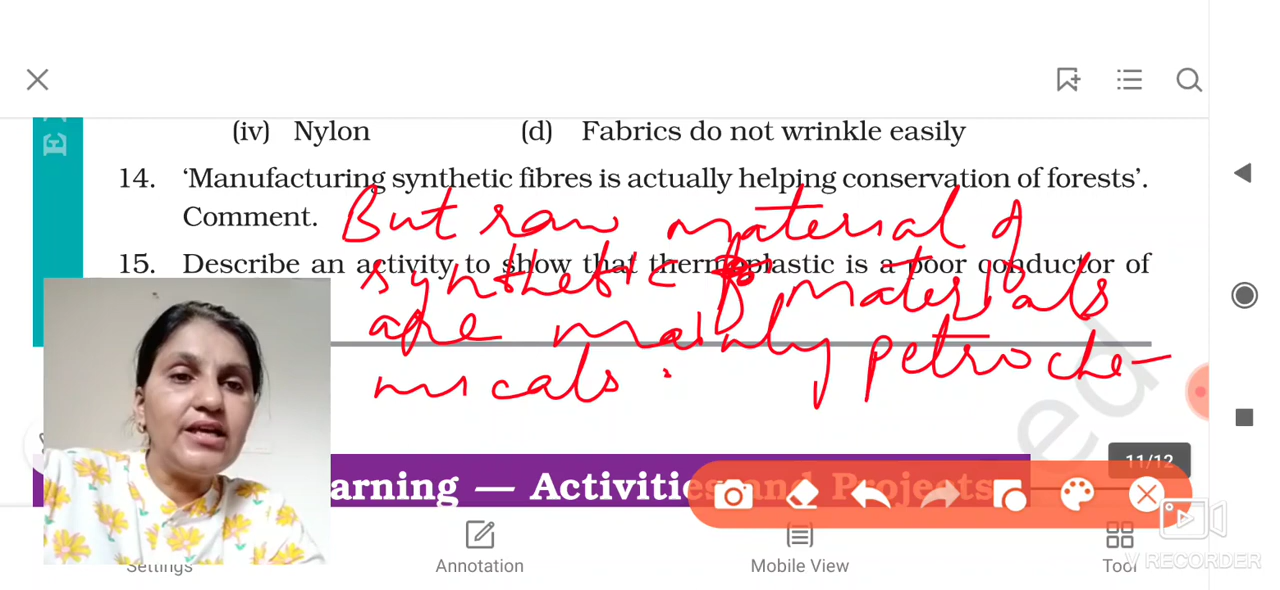 (iv) Nylon (d) Fabrics do not wrinkle easily
14. ‘Manufacturing synthetic fibres is actually helping conservation of forests’.
Comment. But raw material of
15. Describe an activity to show that thermoplastic is a poor conductor of
synthetic materials
are mainly petroche-
micals.
11/12
arning — Activities and Projects
Settings
Annotation
Mobile View
Tool
V RECORDER